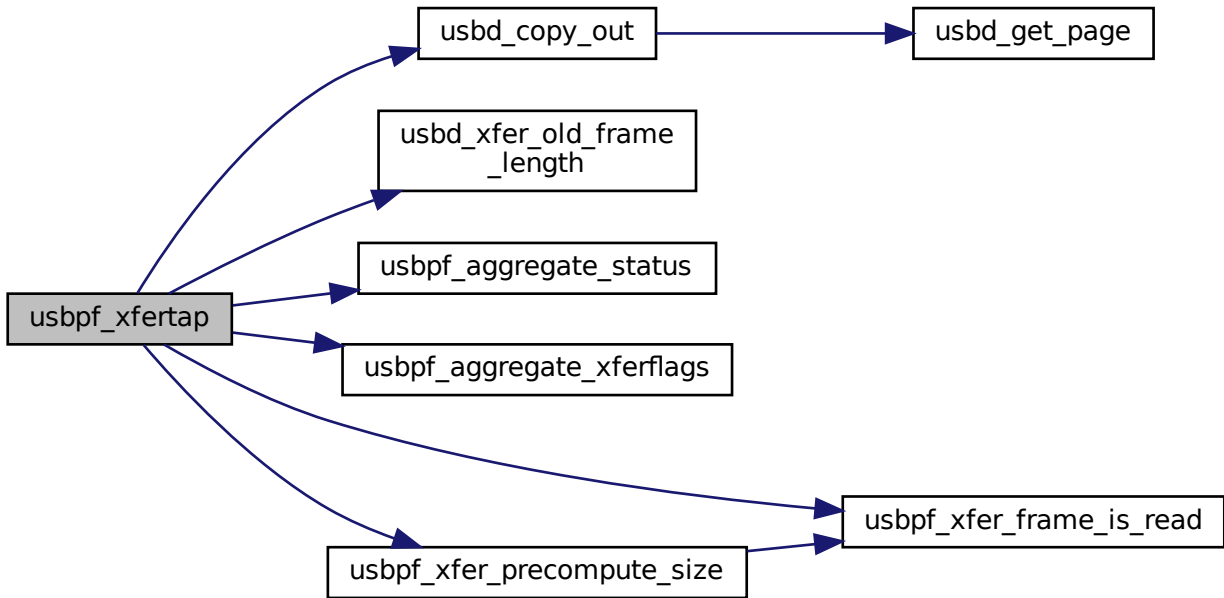 usbd_copy_out
usbd_get_page
usbd_xfer_old_frame
_length
usbpf_aggregate_status
usbpf_xfertap
usbpf_aggregate_xferflags
usbpf_xfer_frame_is_read
usbpf_xfer_precompute_size